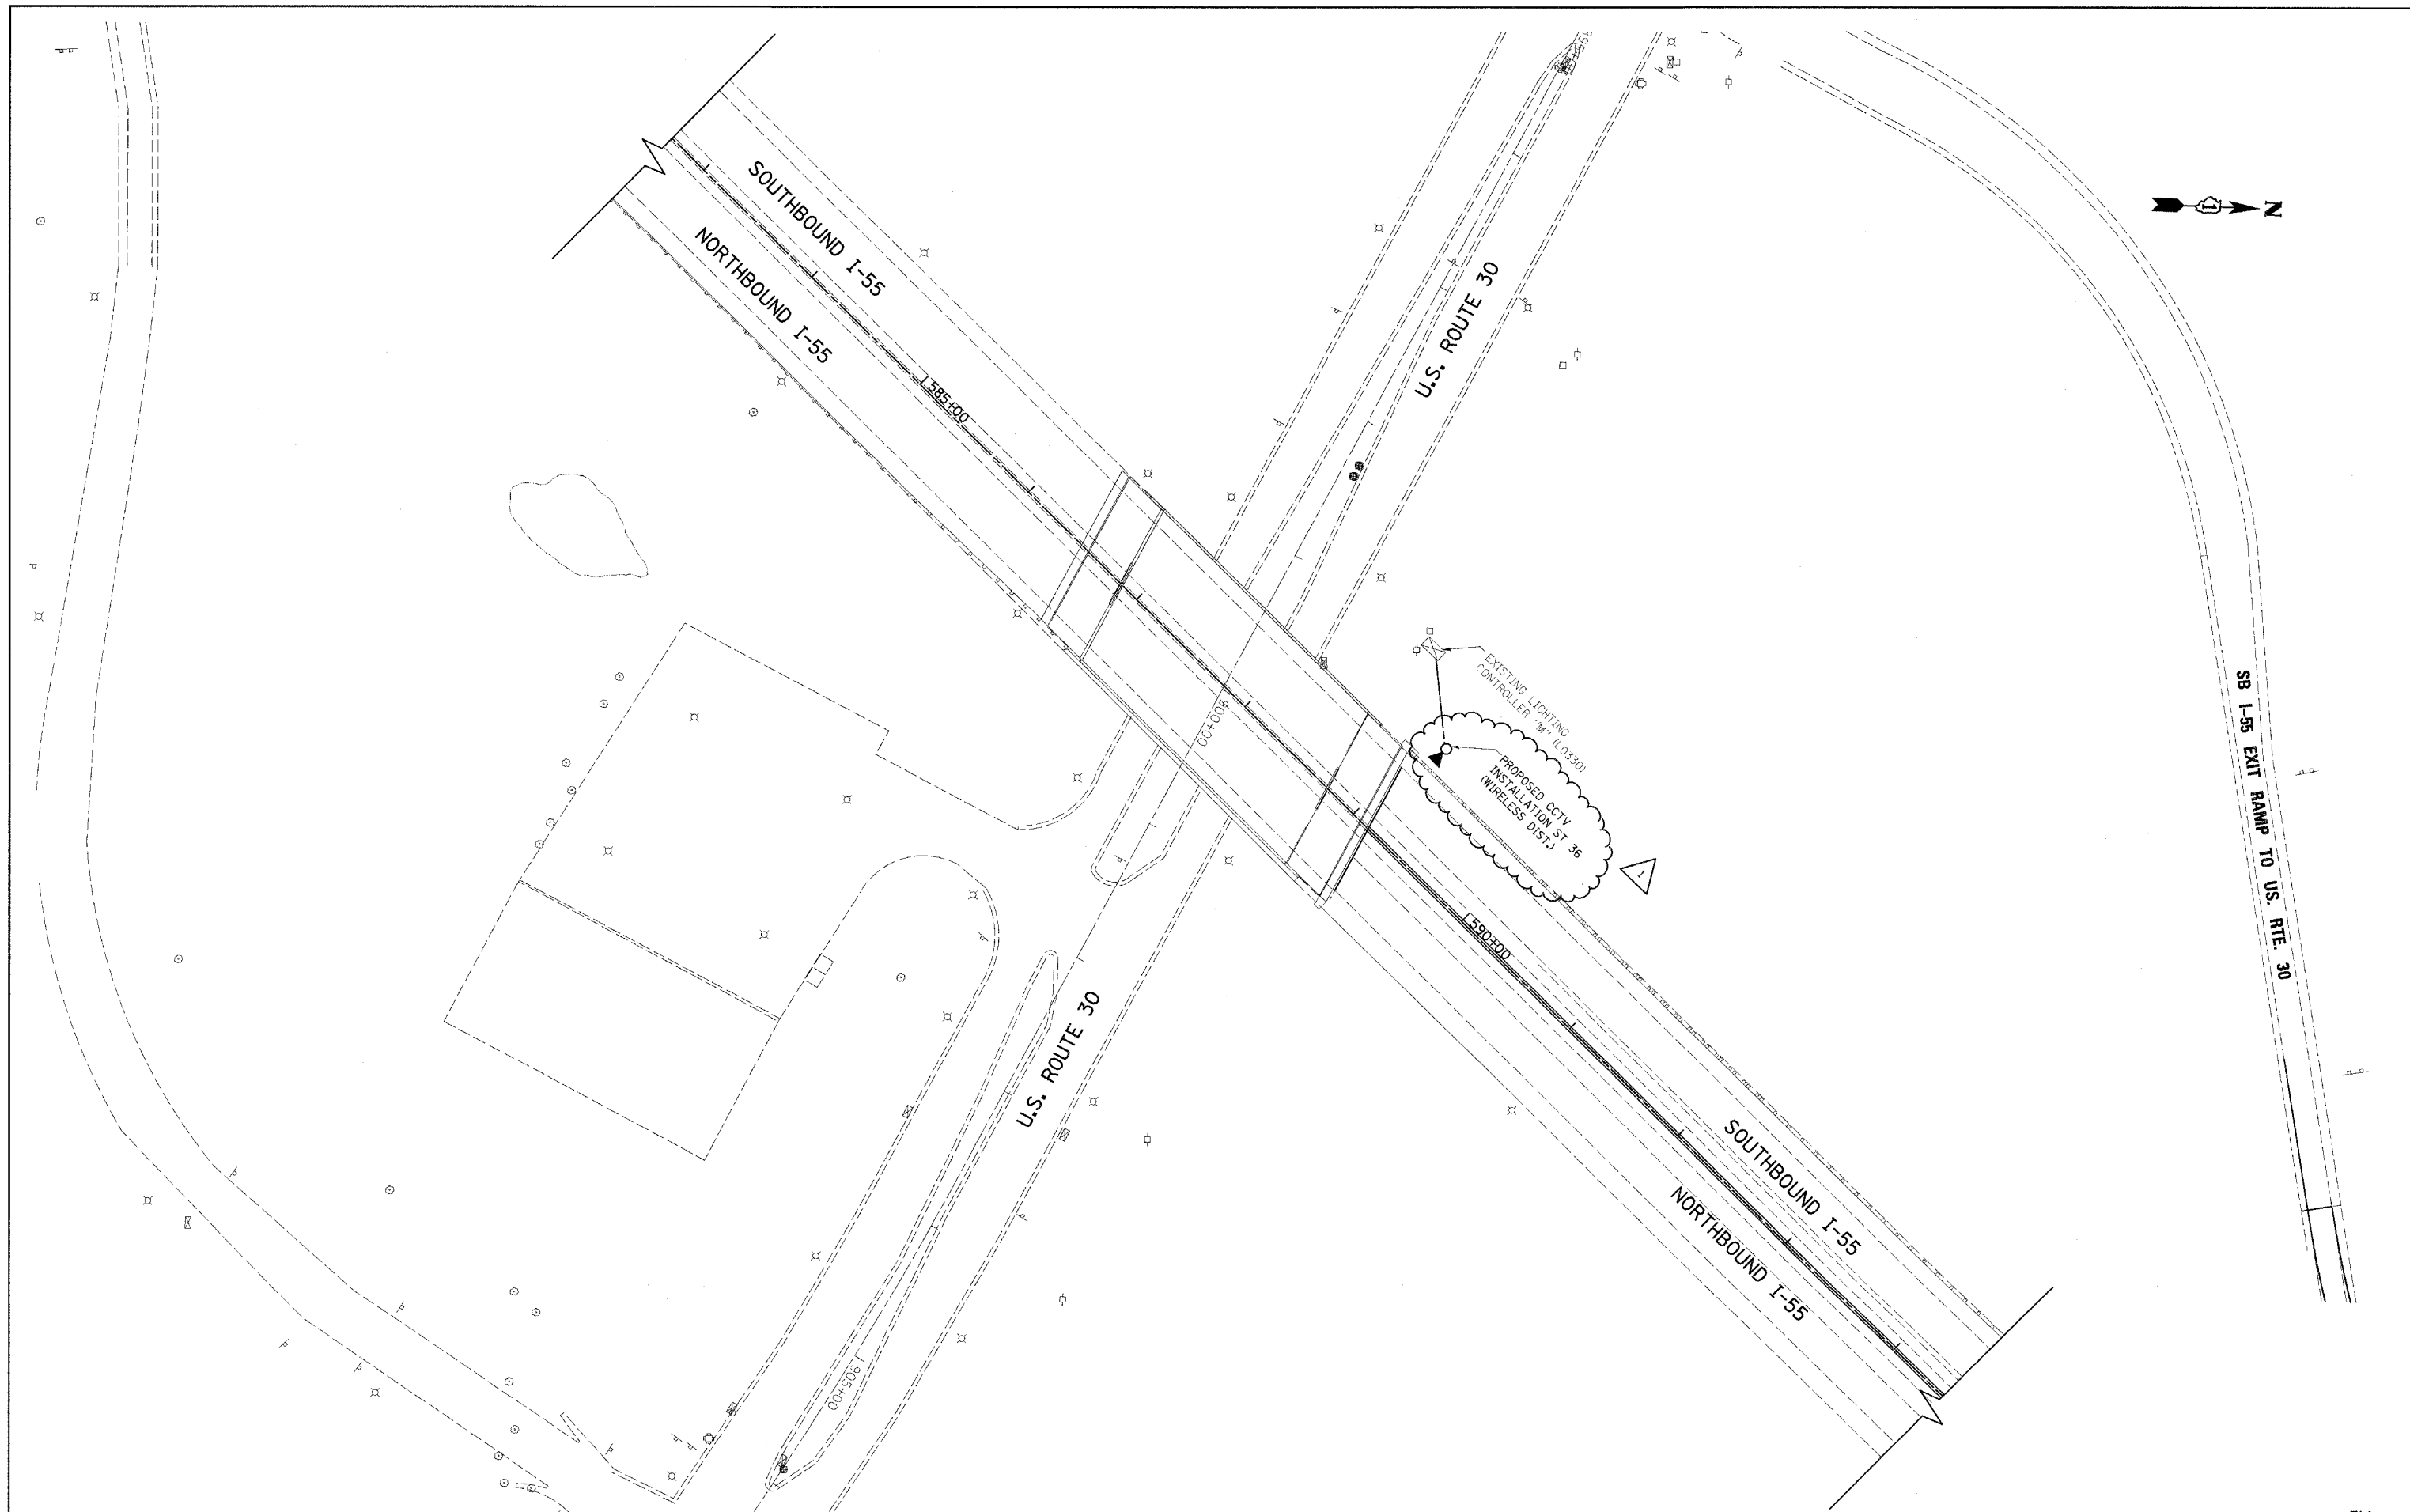 SOUTHBOUND I-55
NORTHBOUND I-55
585+00
U.S. ROUTE 30
N
EXISTING LIGHTING
CONTROLLER "M" (L0330)
PROPOSED CCTV
INSTALLATION ST 36
(WIRELESS DIST.)
1
900+00
590+00
SB I-55 EXIT RAMP TO US. RTE. 30
U.S. ROUTE 30
905+00
SOUTHBOUND I-55
NORTHBOUND I-55